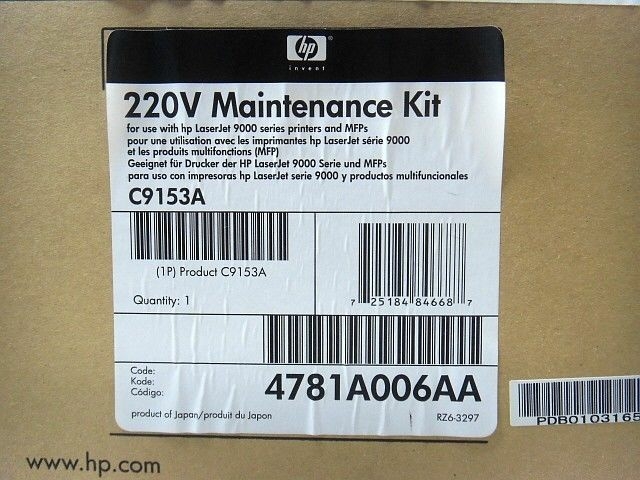 hp
®
invent
220V Maintenance Kit
for use with hp LaserJet 9000 series printers and MFPs
pour une utilisation avec les imprimantes hp LaserJet série 9000
et les produits multifonctions (MFP)
Geeignet für Drucker der HP LaserJet 9000 Serie und MFPs
para uso con impresoras hp LaserJet serie 9000 y productos multifuncionales
C9153A
(1P) Product C9153A
Quantity: 1
7 25184 84668 7
Code:
Kode:
Código:
4781A006AA
product of Japan/produit du Japon
RZ6-3297
PDB0103165
www.hp.com